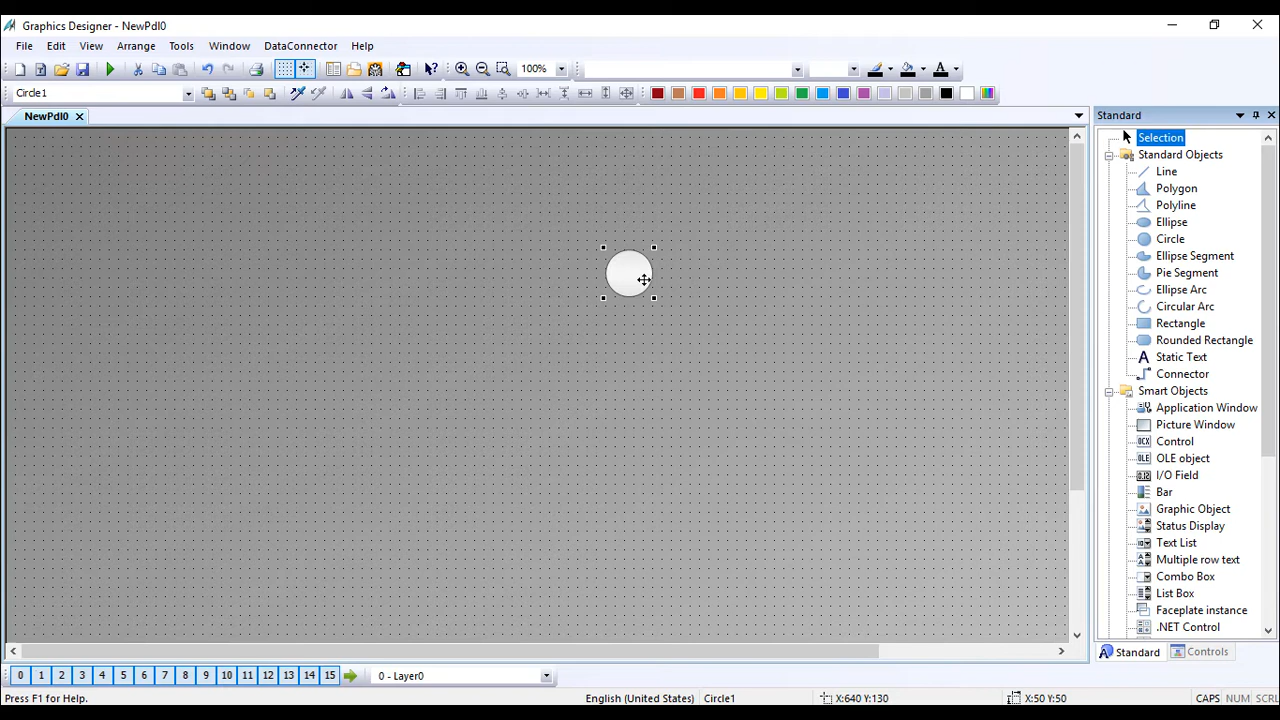 Graphics Designer - NewPdl0
File Edit View Arrange Tools Window DataConnector Help
100%
Circle1
NewPdl0
Standard
Selection
Standard Objects
Line
Polygon
Polyline
Ellipse
Circle
Ellipse Segment
Pie Segment
Ellipse Arc
Circular Arc
Rectangle
Rounded Rectangle
A Static Text
Connector
Smart Objects
Application Window
Picture Window
OCX Control
OLE OLE object
0.12 I/O Field
Bar
Graphic Object
Status Display
Text List
Multiple row text
Combo Box
List Box
Faceplate instance
.NET Control
Standard Controls
0 1 2 3 4 5 6 7 8 9 10 11 12 13 14 15 0 - Layer0
Press F1 for Help. English (United States) Circle1 X:640 Y:130 X:50 Y:50 CAPS NUM SCRL